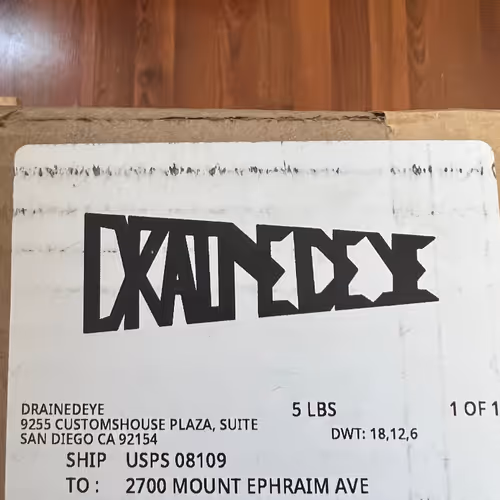 DRAINEDEYE
DRAINEDEYE 5 LBS 1 OF 1
9255 CUSTOMSHOUSE PLAZA, SUITE
SAN DIEGO CA 92154 DWT: 18,12,6
SHIP USPS 08109
TO : 2700 MOUNT EPHRAIM AVE